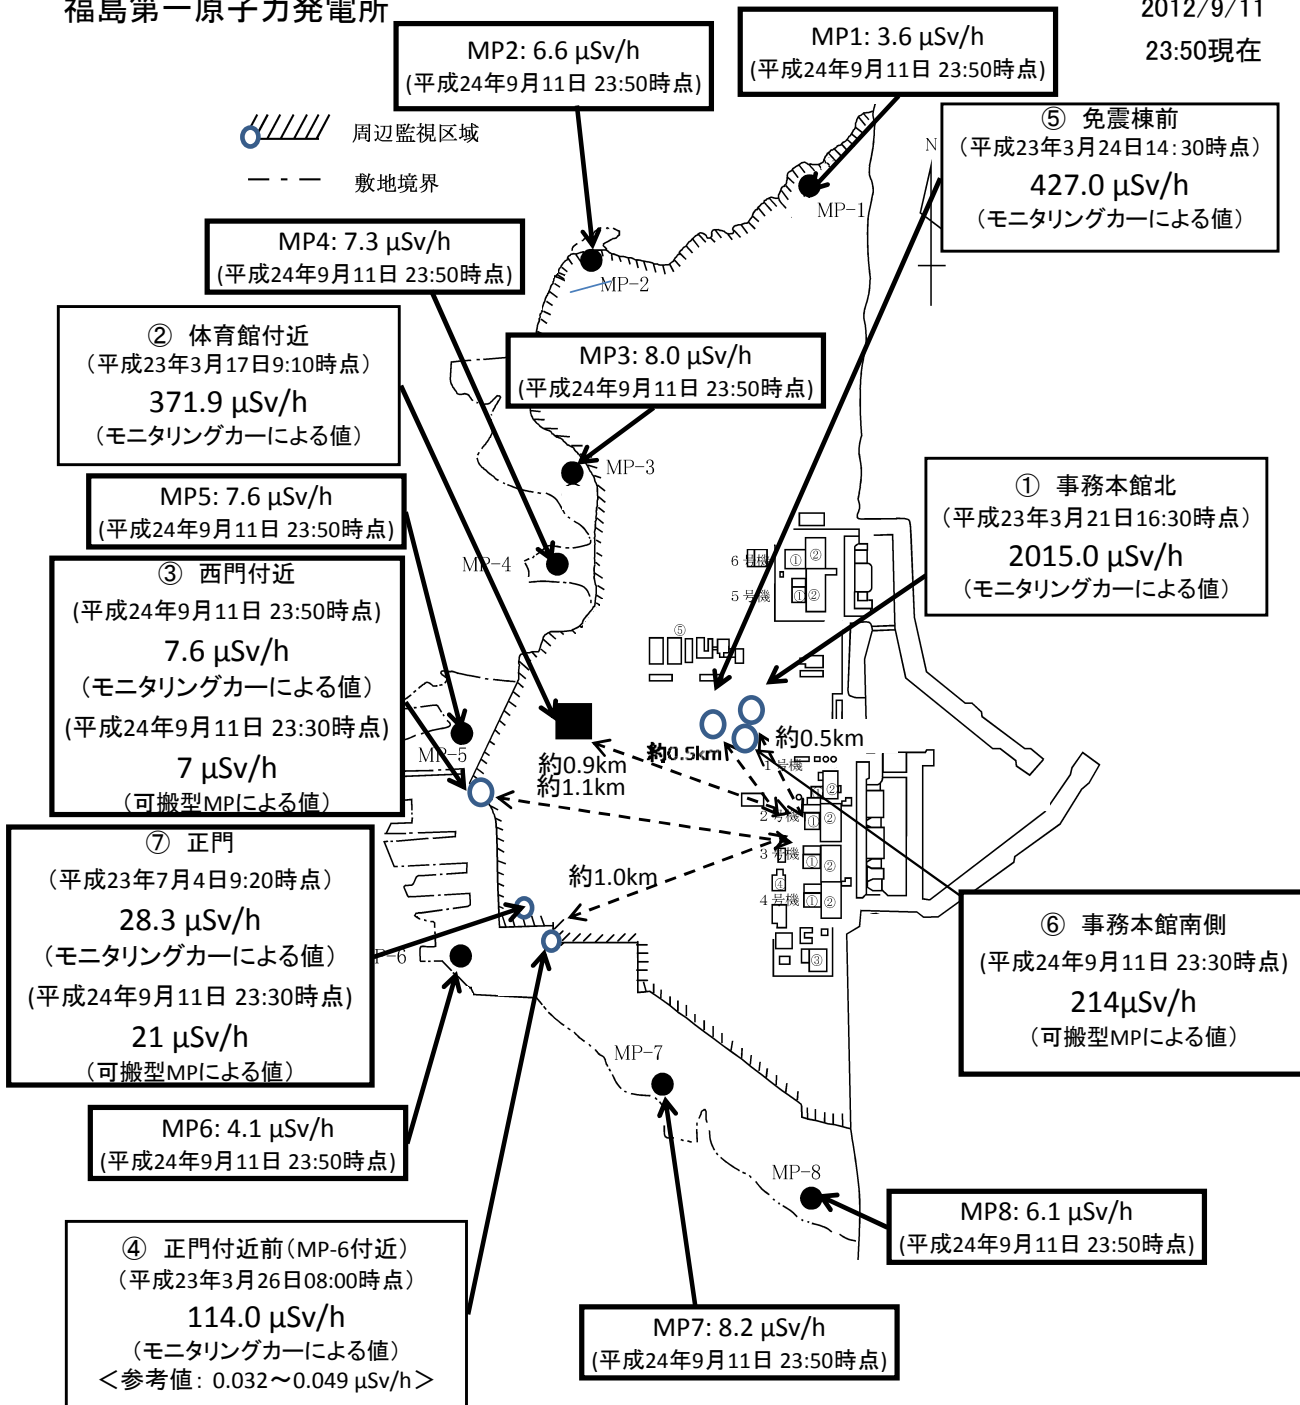 福島第一原子力発電所
2012/9/11
23:50現在
MP2: 6.6 μSv/h
(平成24年9月11日 23:50時点)
MP1: 3.6 μSv/h
(平成24年9月11日 23:50時点)
周辺監視区域
敷地境界
⑤ 免震棟前
(平成23年3月24日14:30時点)
427.0 μSv/h
(モニタリングカーによる値)
N
MP-1
MP4: 7.3 μSv/h
(平成24年9月11日 23:50時点)
MP-2
② 体育館付近
(平成23年3月17日9:10時点)
371.9 μSv/h
(モニタリングカーによる値)
MP3: 8.0 μSv/h
(平成24年9月11日 23:50時点)
MP-3
MP5: 7.6 μSv/h
(平成24年9月11日 23:50時点)
① 事務本館北
(平成23年3月21日16:30時点)
2015.0 μSv/h
(モニタリングカーによる値)
MP-4
6号機
① ②
5号機
① ②
③ 西門付近
(平成24年9月11日 23:50時点)
7.6 μSv/h
(モニタリングカーによる値)
(平成24年9月11日 23:30時点)
7 μSv/h
(可搬型MPによる値)
⑤
MP-5
約0.9km
約1.1km
約0.5km
約0.5km
1号機
②
2号機
① ②
3号機
① ②
④
4号機
① ②
③
約1.0km
⑦ 正門
(平成23年7月4日9:20時点)
28.3 μSv/h
(モニタリングカーによる値)
(平成24年9月11日 23:30時点)
21 μSv/h
(可搬型MPによる値)
P-6
⑥ 事務本館南側
(平成24年9月11日 23:30時点)
214μSv/h
(可搬型MPによる値)
MP-7
MP6: 4.1 μSv/h
(平成24年9月11日 23:50時点)
MP-8
MP8: 6.1 μSv/h
(平成24年9月11日 23:50時点)
④ 正門付近前(MP-6付近)
(平成23年3月26日08:00時点)
114.0 μSv/h
(モニタリングカーによる値)
＜参考値: 0.032～0.049 μSv/h＞
MP7: 8.2 μSv/h
(平成24年9月11日 23:50時点)